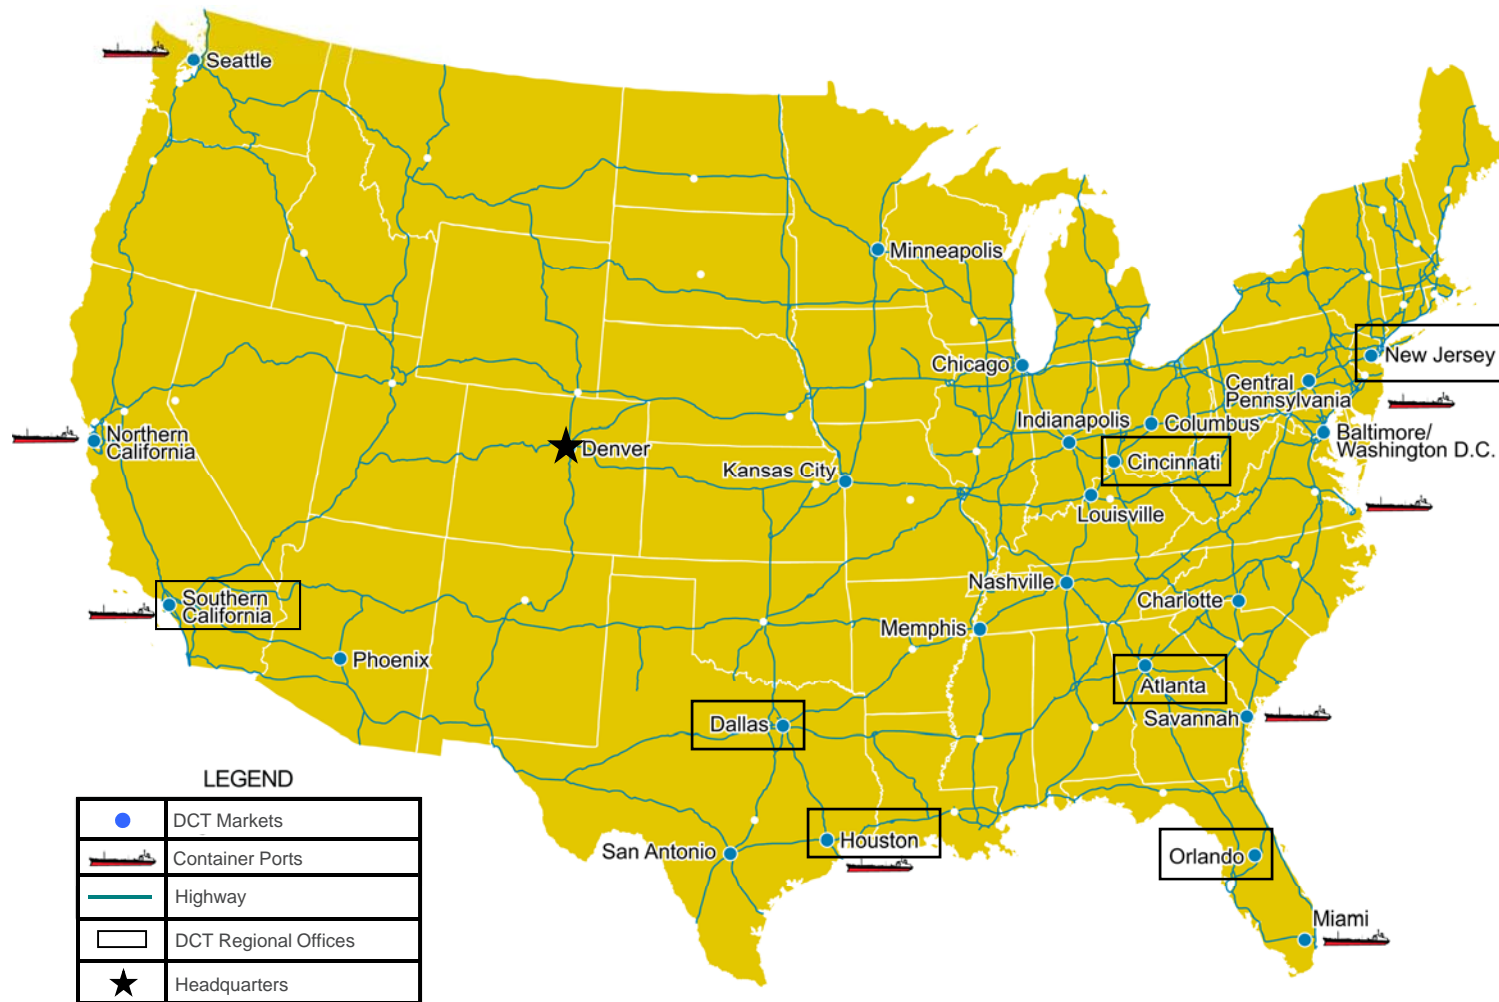 Seattle
Minneapolis
New Jersey
Chicago
Central
Pennsylvania
Indianapolis
Columbus
Northern
California
Denver
Baltimore/
Washington D.C.
Cincinnati
Kansas City
Louisville
Nashville
Southern
California
Charlotte
Memphis
Phoenix
Atlanta
Savannah
Dallas
LEGEND
DCT Markets
Container Ports
Highway
DCT Regional Offices
Headquarters
Houston
San Antonio
Orlando
Miami